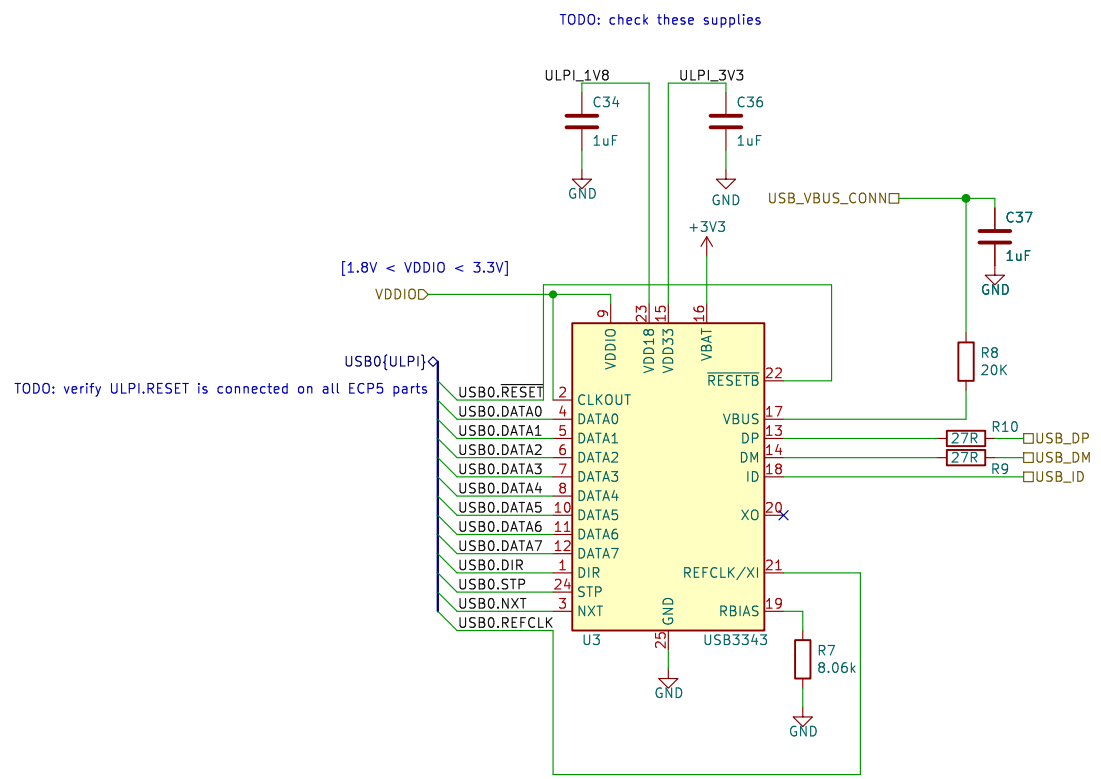 TODO: check these supplies
ULPI_1V8
ULPI_3V3
C34
1uF
GND
C36
1uF
GND
USB_VBUS_CONN
C37
1uF
GND
+3V3
[1.8V < VDDIO < 3.3V]
VDDIO
9
23
15
16
VDDIO
VDD18
VDD33
VBAT
USB0{ULPI}
TODO: verify ULPI.RESET is connected on all ECP5 parts
USB0.RESET
USB0.DATA0
USB0.DATA1
USB0.DATA2
USB0.DATA3
USB0.DATA4
USB0.DATA5
USB0.DATA6
USB0.DATA7
USB0.DIR
USB0.STP
USB0.NXT
USB0.REFCLK
2 CLKOUT
4 DATA0
5 DATA1
6 DATA2
7 DATA3
8 DATA4
10 DATA5
11 DATA6
12 DATA7
1 DIR
24 STP
3 NXT
RESETB 22
VBUS 17
DP 13
DM 14
ID 18
XO 20
REFCLK/XI 21
RBIAS 19
R8
20K
R10
27R
USB_DP
27R
USB_DM
R9
USB_ID
GND
25
U3
USB3343
GND
R7
8.06k
GND